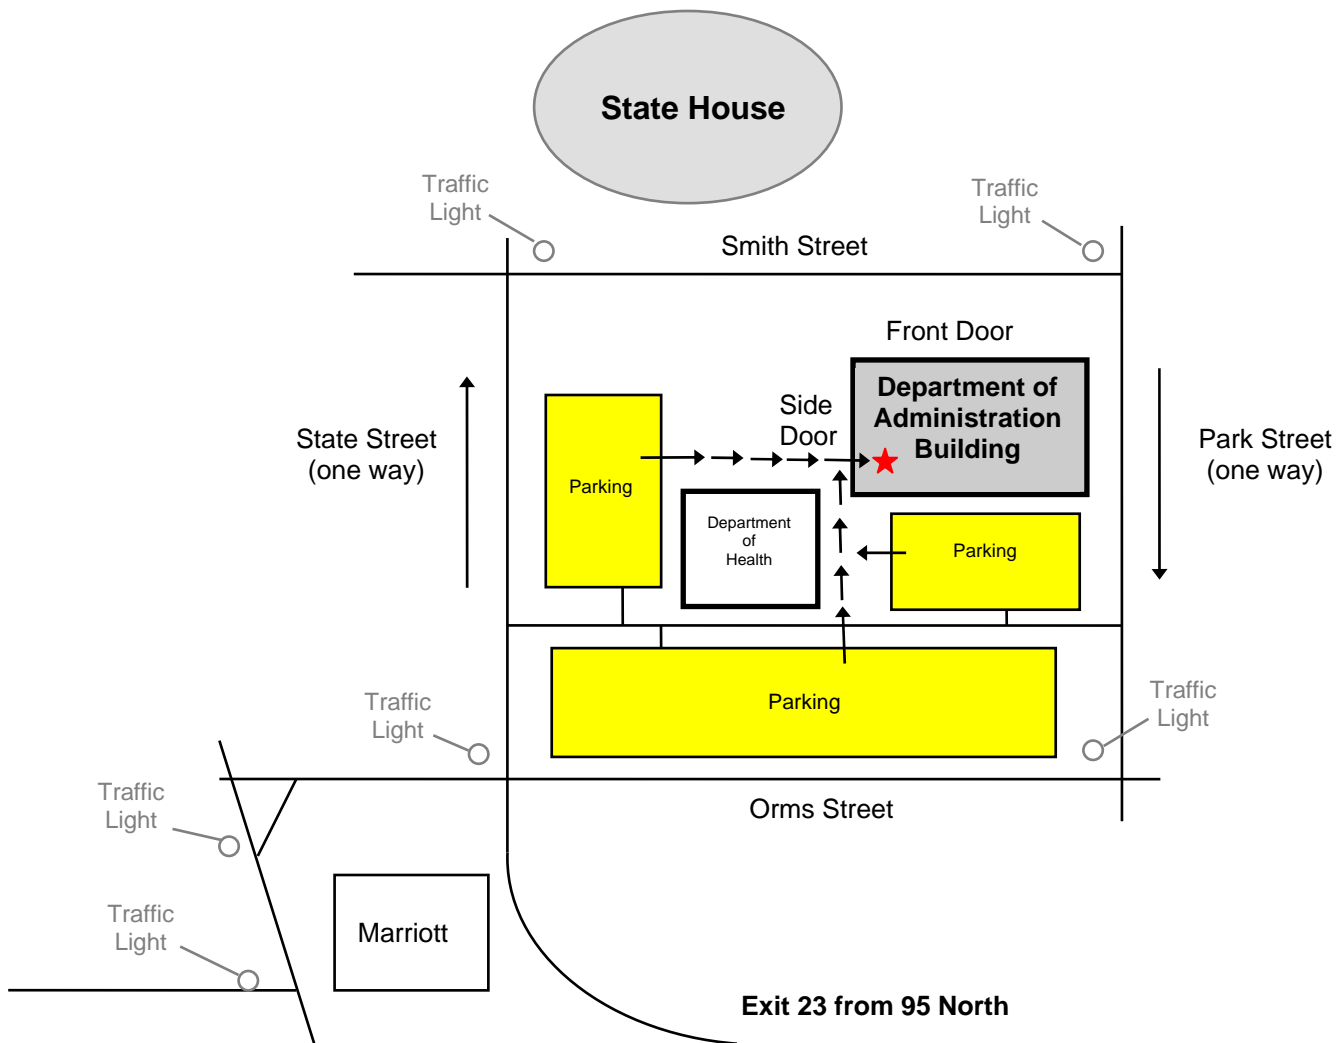 State House
Traffic
Light
Traffic
Light
Smith Street
Front Door
Department of
Administration
Building
Side
Door
State Street
(one way)
Park Street
(one way)
Parking
Department
of
Health
Parking
Parking
Traffic
Light
Traffic
Light
Orms Street
Traffic
Light
Traffic
Light
Marriott
Exit 23 from 95 North